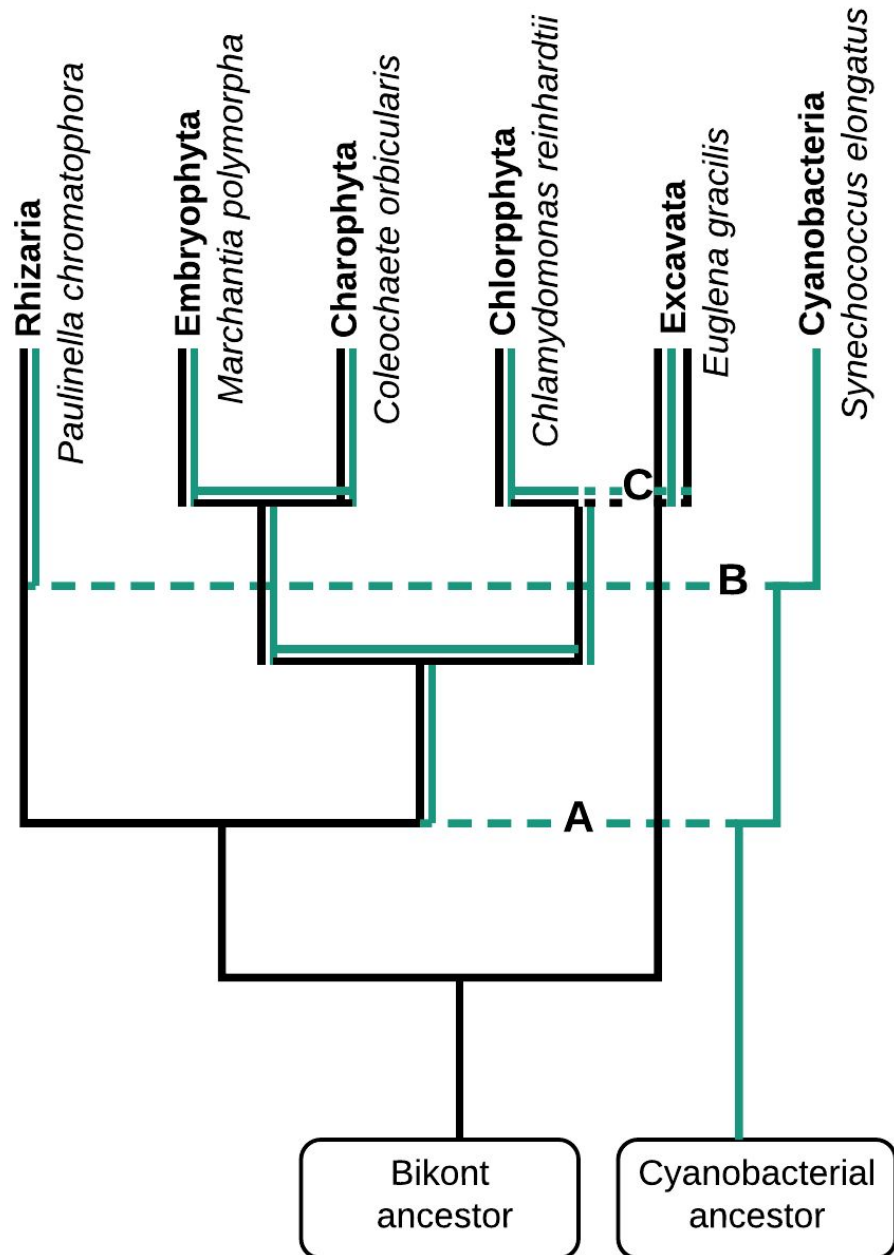 Rhizaria
Paulinella chromatophora
Embryophyta
Marchantia polymorpha
Charophyta
Coleochaete orbicularis
Chlorpphyta
Chlamydomonas reinhardtii
Excavata
Euglena gracilis
Cyanobacteria
Synechococcus elongatus
C
B
A
Bikont
ancestor
Cyanobacterial
ancestor